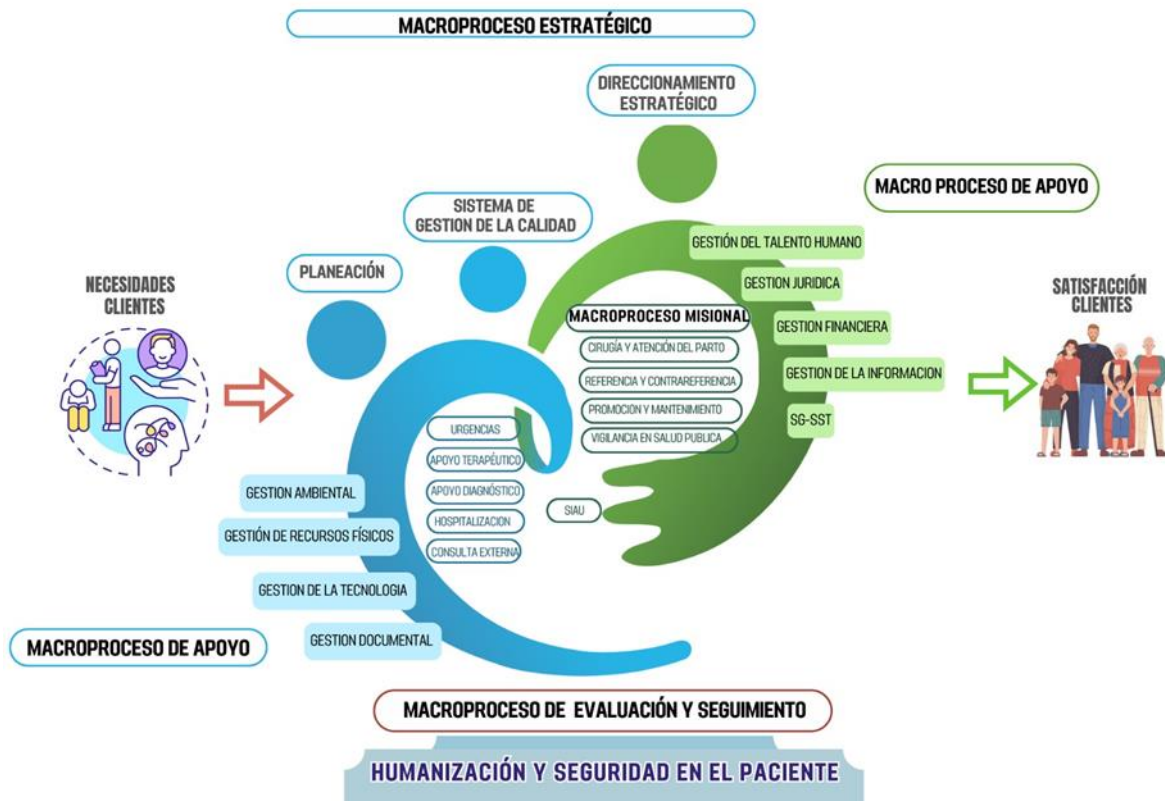 MACROPROCESO ESTRATÉGICO
DIRECCIONAMIENTO
ESTRATÉGICO
MACRO PROCESO DE APOYO
SISTEMA DE
GESTION DE LA CALIDAD
PLANEACIÓN
NECESIDADES
CLIENTES
GESTIÓN DEL TALENTO HUMANO
GESTION JURIDICA
GESTION FINANCIERA
GESTION DE LA INFORMACION
SG-SST
SATISFACCIÓN
CLIENTES
MACROPROCESO MISIONAL
CIRUGÍA Y ATENCIÓN DEL PARTO
REFERENCIA Y CONTRAREFERENCIA
PROMOCION Y MANTENIMIENTO
VIGILANCIA EN SALUD PUBLICA
URGENCIAS
APOYO TERAPÉUTICO
APOYO DIAGNÓSTICO
HOSPITALIZACION
CONSULTA EXTERNA
SIAU
GESTION AMBIENTAL
GESTIÓN DE RECURSOS FÍSICOS
GESTION DE LA TECNOLOGIA
GESTION DOCUMENTAL
MACROPROCESO DE APOYO
MACROPROCESO DE EVALUACIÓN Y SEGUIMIENTO
HUMANIZACIÓN Y SEGURIDAD EN EL PACIENTE